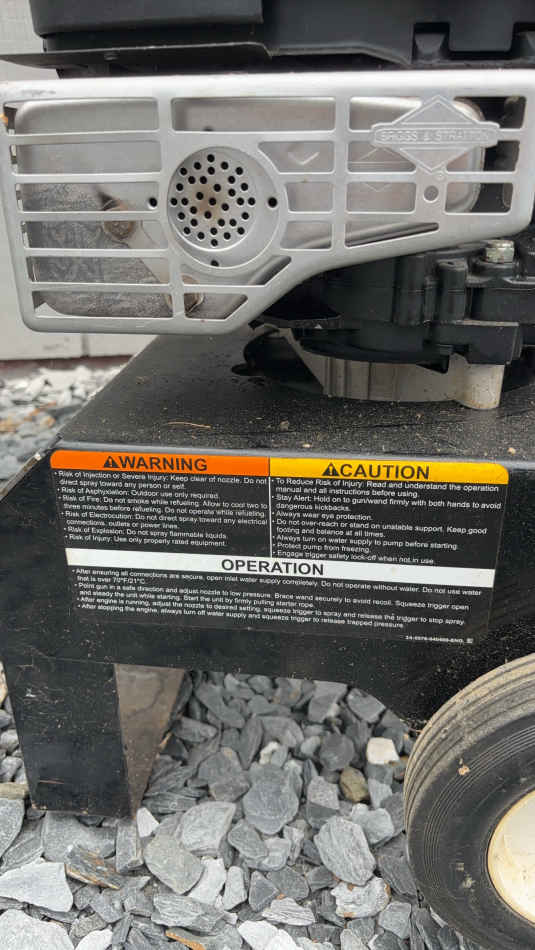 BRIGGS & STRATTON
WARNING
• Risk of Injection or Severe Injury: Keep clear of nozzle. Do not
direct spray toward any person or self.
• Risk of Asphyxiation: Outdoor use only required.
• Risk of Fire: Do not smoke while refueling. Allow to cool two to
three minutes before refueling. Do not operate while refueling.
• Risk of Electrocution: Do not direct spray toward any electrical
connections, outlets or power lines.
• Risk of Explosion: Do not spray flammable liquids.
• Risk of Injury: Use only properly rated equipment.
CAUTION
• To Reduce Risk of Injury: Read and understand the operation
manual and all instructions before using.
• Stay Alert: Hold on to gun/wand firmly with both hands to avoid
dangerous kickbacks.
• Always wear eye protection.
• Do not over-reach or stand on unstable support. Keep good
footing and balance at all times.
• Always turn on water supply to pump before starting.
• Protect pump from freezing.
• Engage trigger safety lock-off when not in use.
OPERATION
• After ensuring all connections are secure, open inlet water supply completely. Do not operate without water. Do not use water
that is over 70°F/21°C.
• Point gun in a safe direction and adjust nozzle to low pressure. Brace wand securely to avoid recoil. Squeeze trigger open
and steady the unit while starting. Start the unit by firmly pulling starter rope.
• After engine is running, adjust the nozzle to desired setting, squeeze trigger to spray and release the trigger to stop spray.
• After stopping the engine, always turn off water supply and squeeze trigger to release trapped pressure.